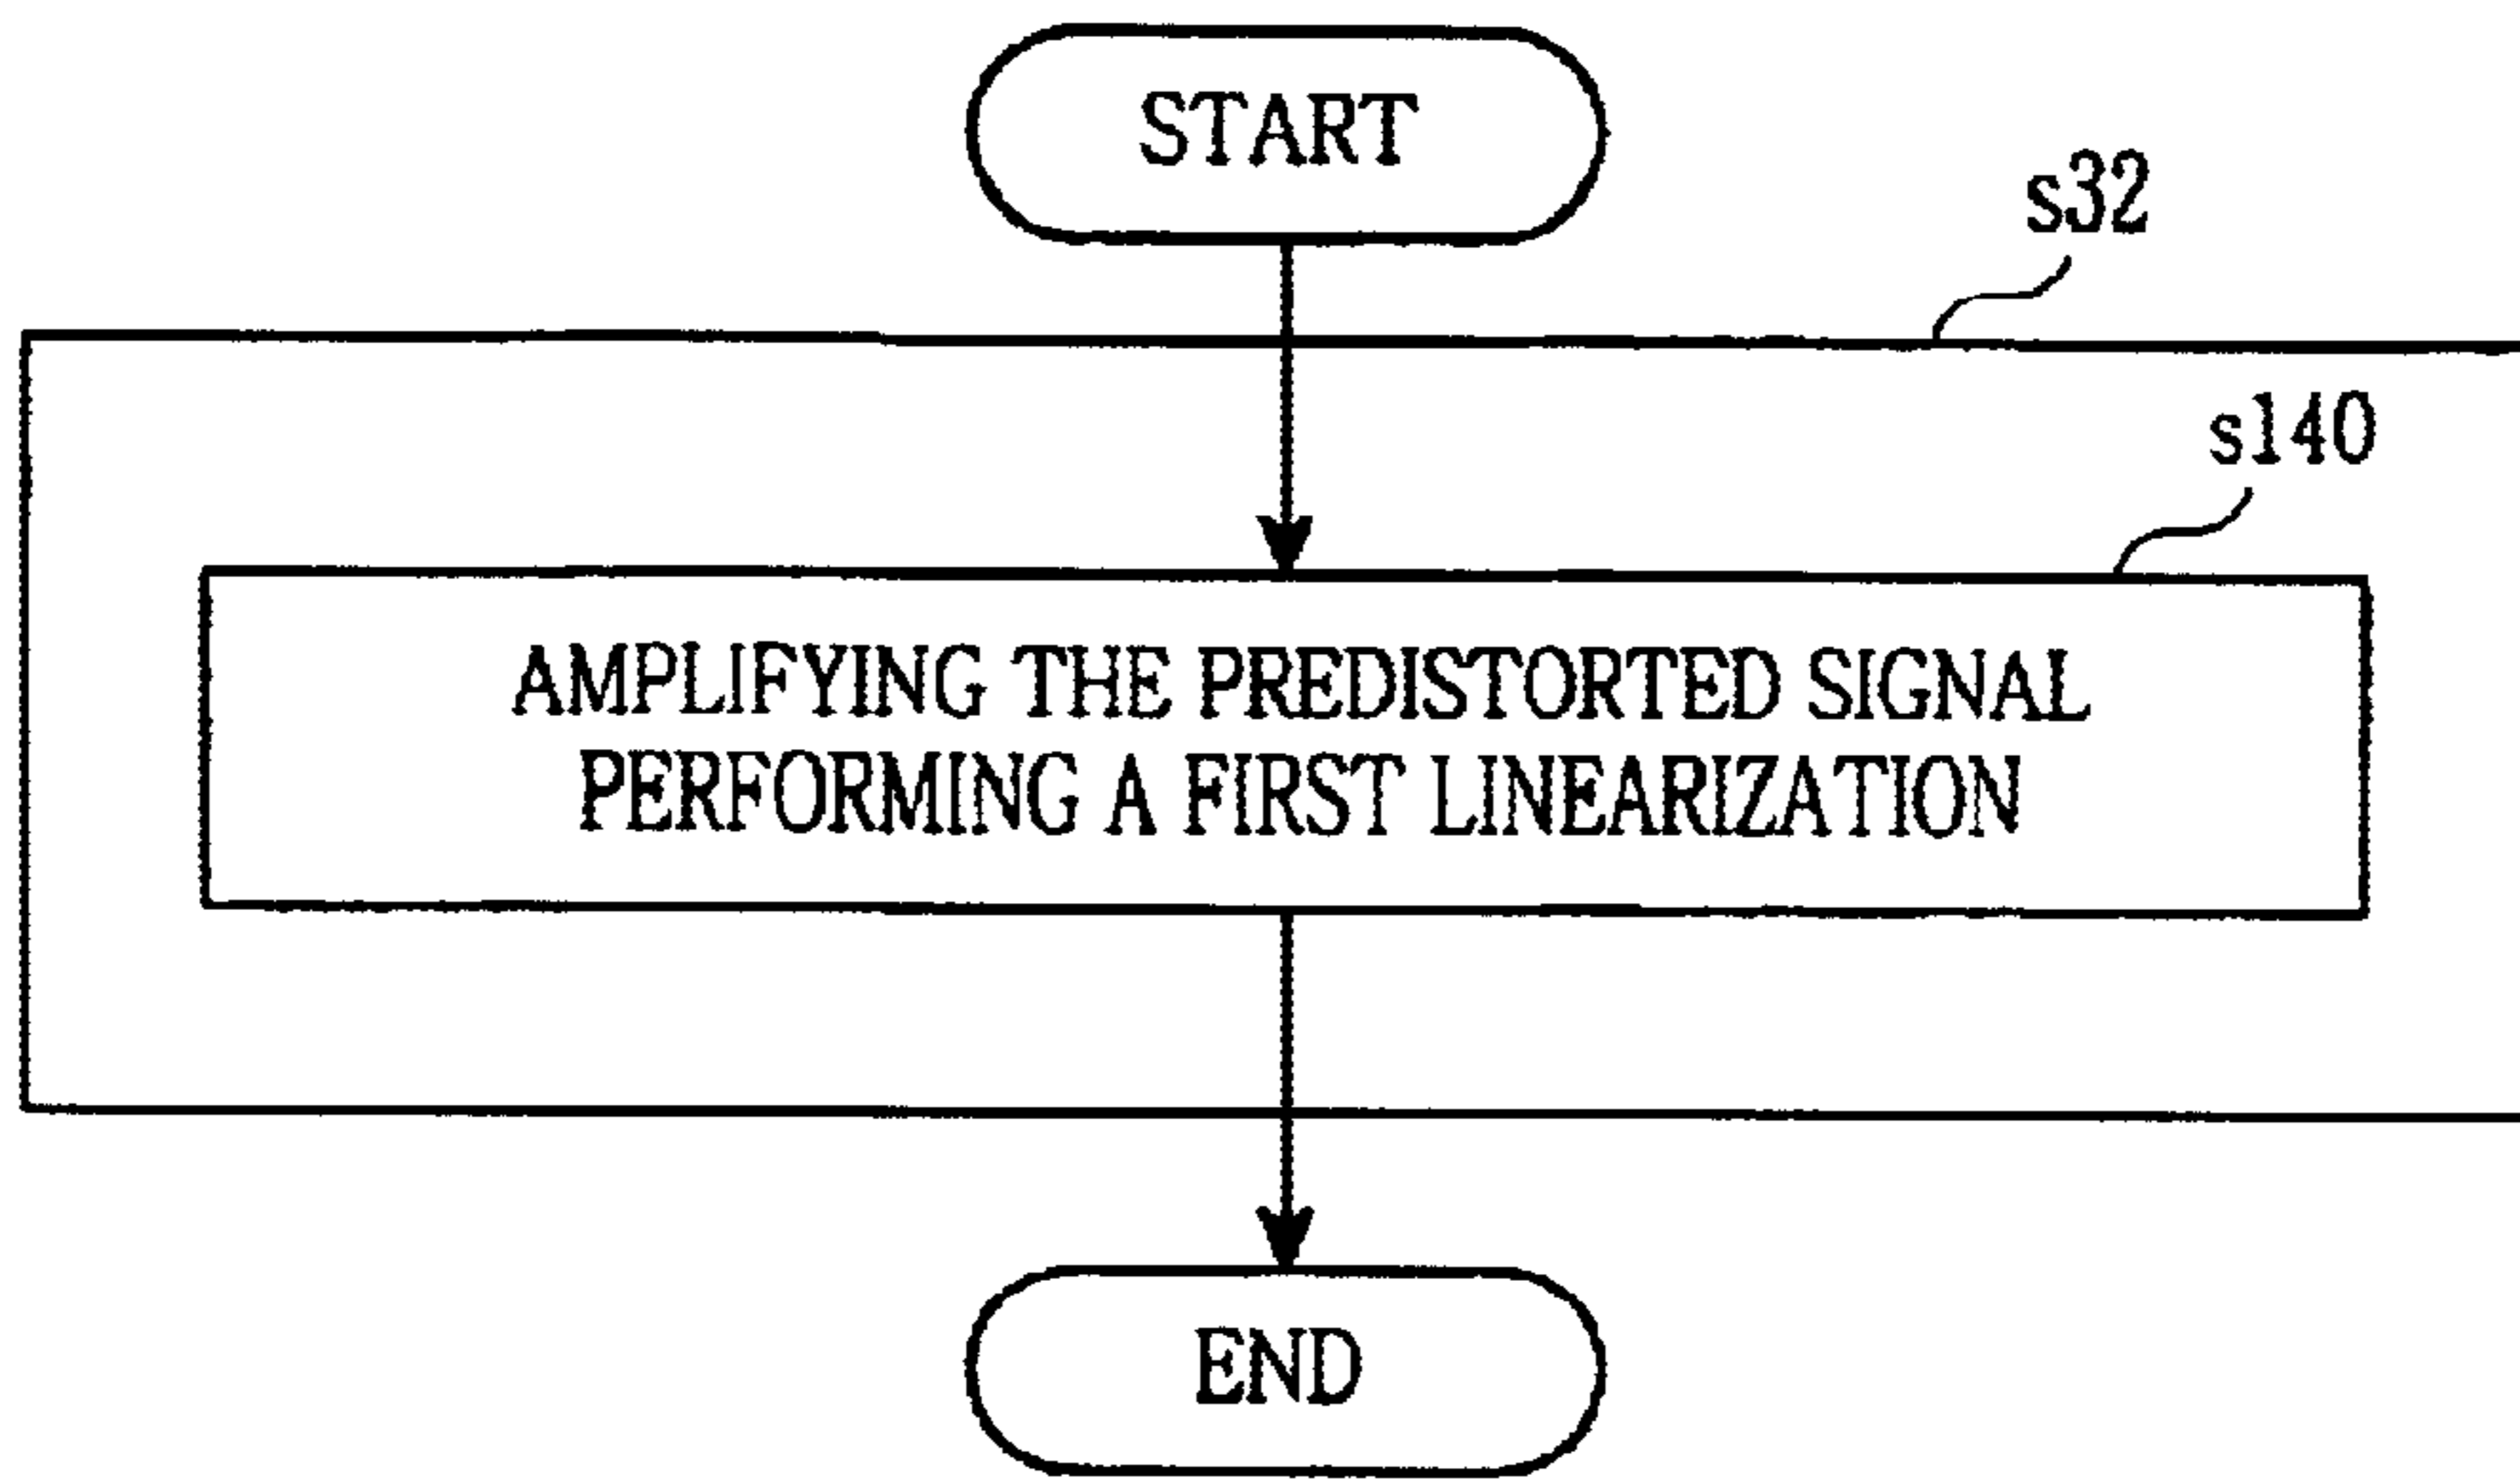 START
s32
s140
AMPLIFYING THE PREDISTORTED SIGNAL
PERFORMING A FIRST LINEARIZATION
END